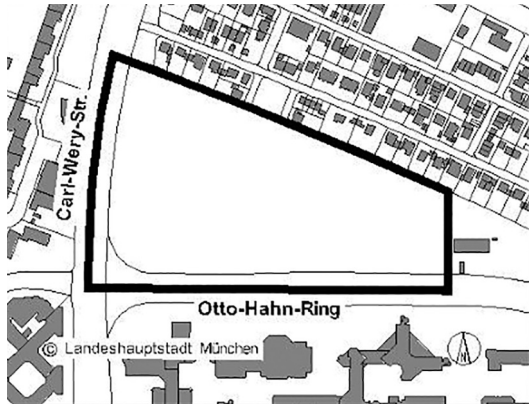 Carl-Wery-Str.
Otto-Hahn-Ring
© Landeshauptstadt München
N